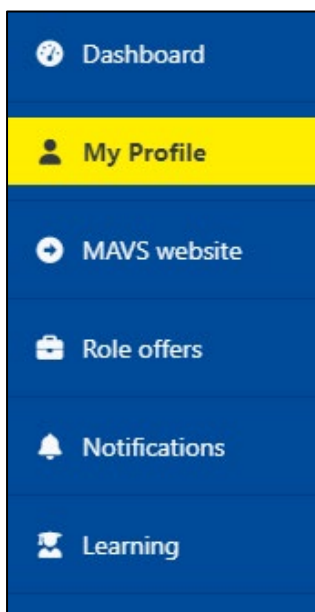 Dashboard
My Profile
MAVS website
Role offers
Notifications
Learning